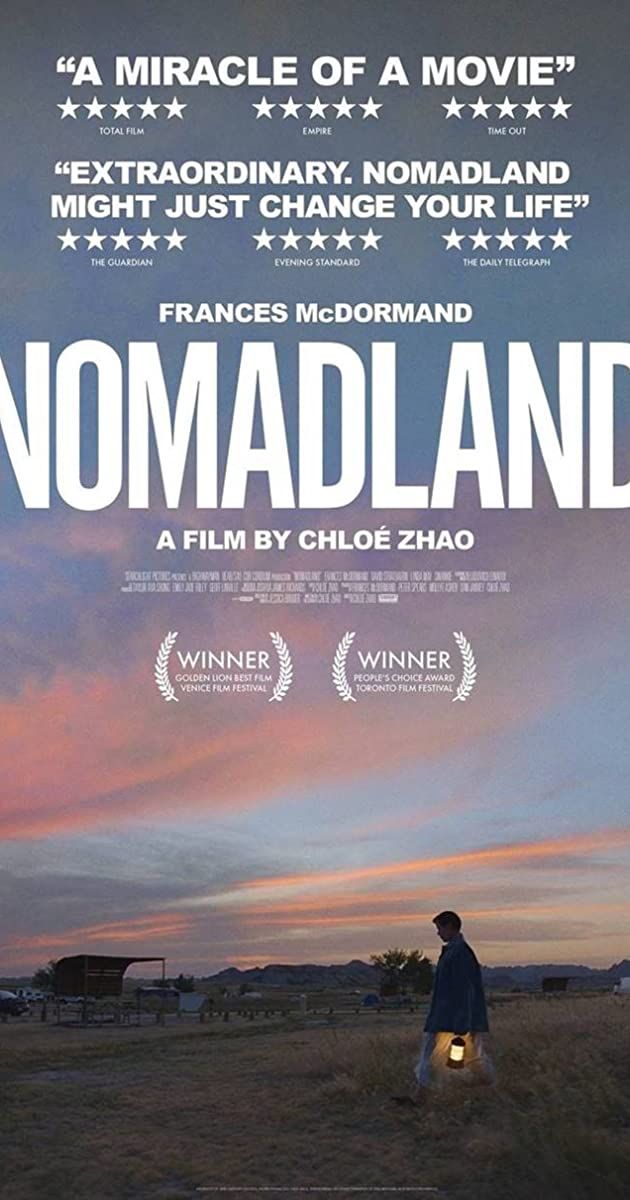 “A MIRACLE OF A MOVIE”
★★★★★ ★★★★★ ★★★★★
TOTAL FILM EMPIRE TIME OUT
“EXTRAORDINARY. NOMADLAND
MIGHT JUST CHANGE YOUR LIFE”
★★★★★ ★★★★★ ★★★★★
THE GUARDIAN EVENING STANDARD THE DAILY TELEGRAPH
FRANCES McDORMAND
NOMADLAND
A FILM BY CHLOÉ ZHAO
WINNER
GOLDEN LION BEST FILM
VENICE FILM FESTIVAL
WINNER
PEOPLE'S CHOICE AWARD
TORONTO FILM FESTIVAL